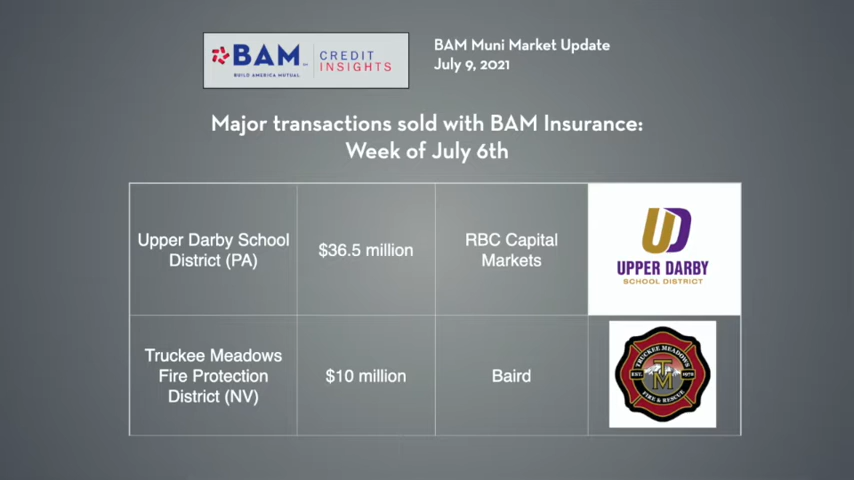 BAM
BUILD AMERICA MUTUAL
CREDIT
INSIGHTS
BAM Muni Market Update
July 9, 2021
Major transactions sold with BAM Insurance:
Week of July 6th
Upper Darby School
District (PA)
$36.5 million
RBC Capital
Markets
UD
UPPER DARBY
SCHOOL DISTRICT
Truckee Meadows
Fire Protection
District (NV)
$10 million
Baird
TRUCKEE MEADOWS
EST.
TM
FIRE & RESCUE